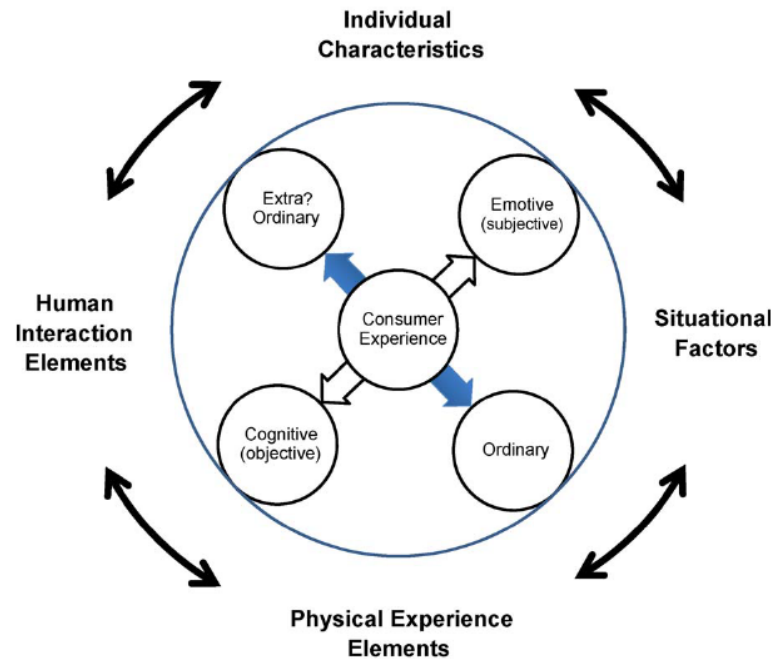 Individual
Characteristics
Extra?
Ordinary
Emotive
(subjective)
Human
Interaction
Elements
Consumer
Experience
Situational
Factors
Cognitive
(objective)
Ordinary
Physical Experience
Elements